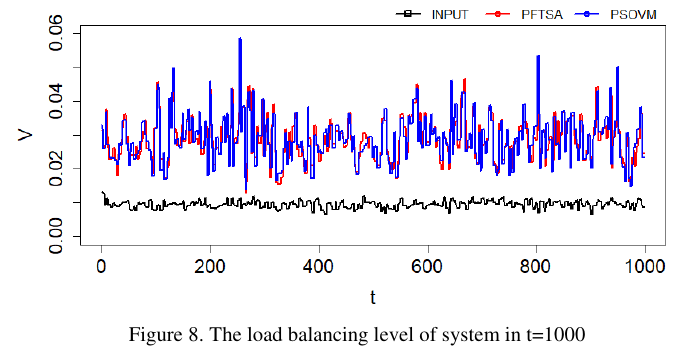 INPUT PFTSA PSOVM
0.06
0.04
0.02
0.00
V
0 200 400 600 800 1000
t
Figure 8. The load balancing level of system in t=1000